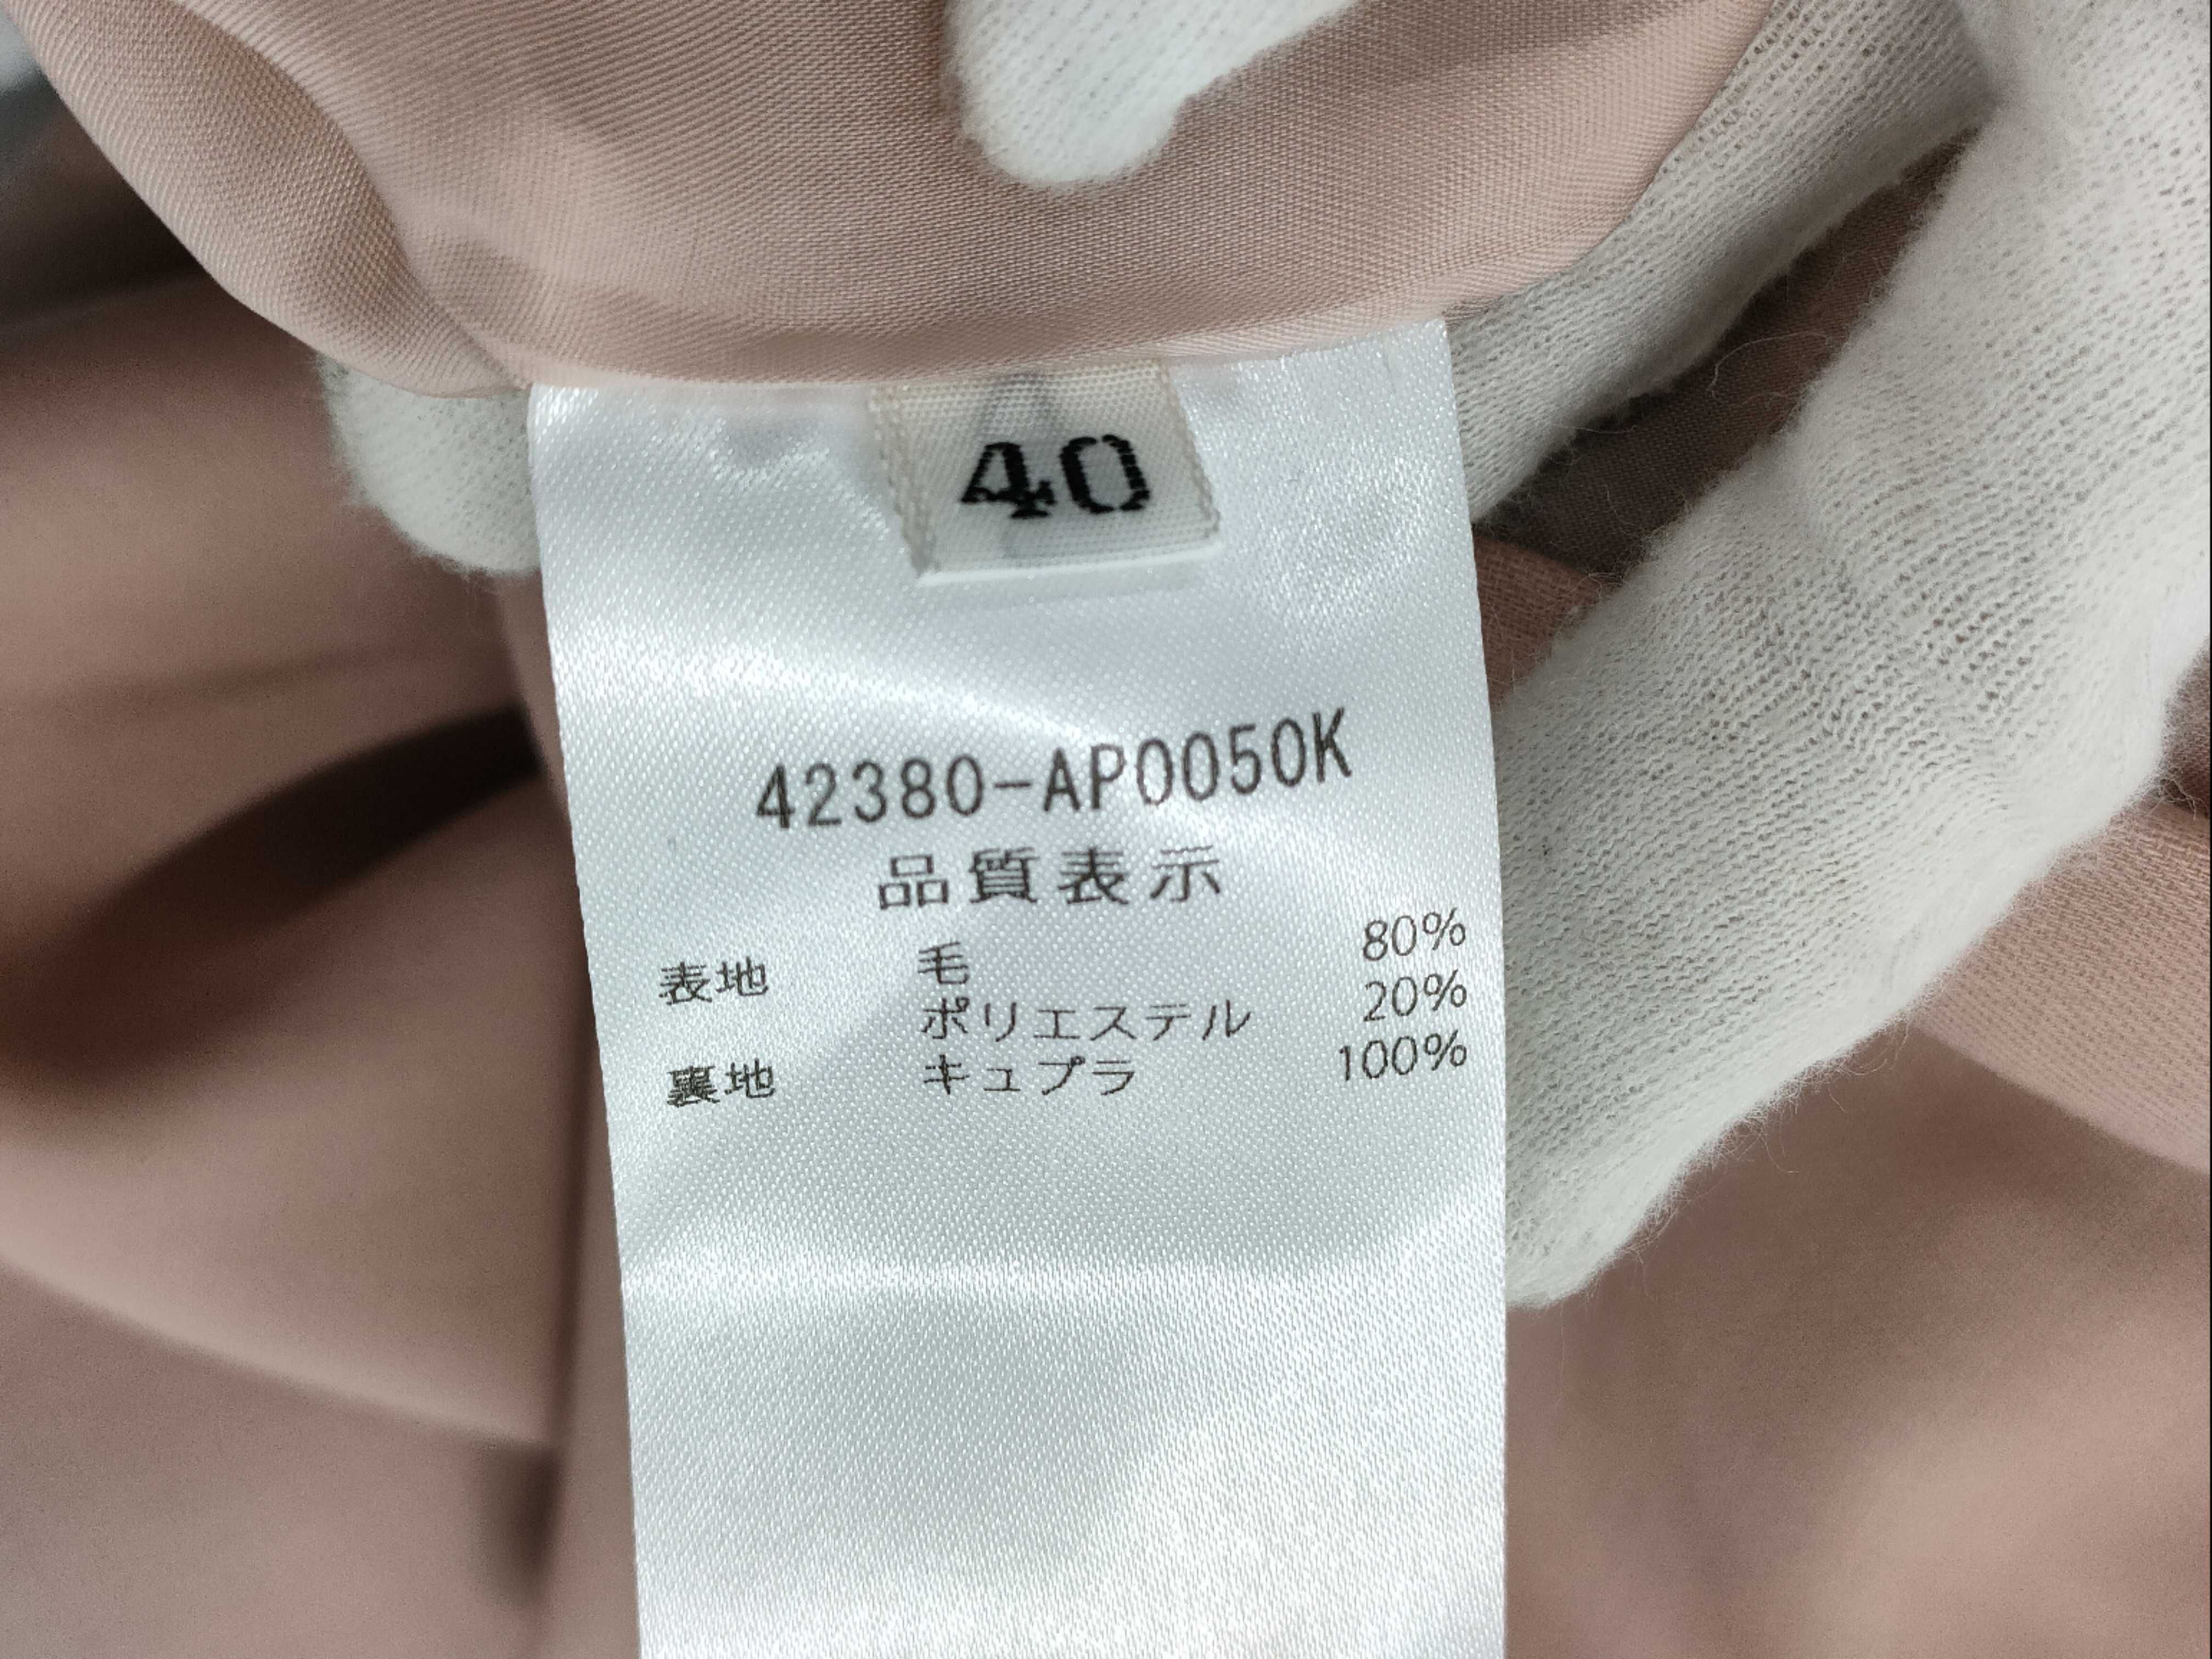 40
42380-AP0050K
品質表示
表地 毛 80%
ポリエステル 20%
裏地 キュプラ 100%